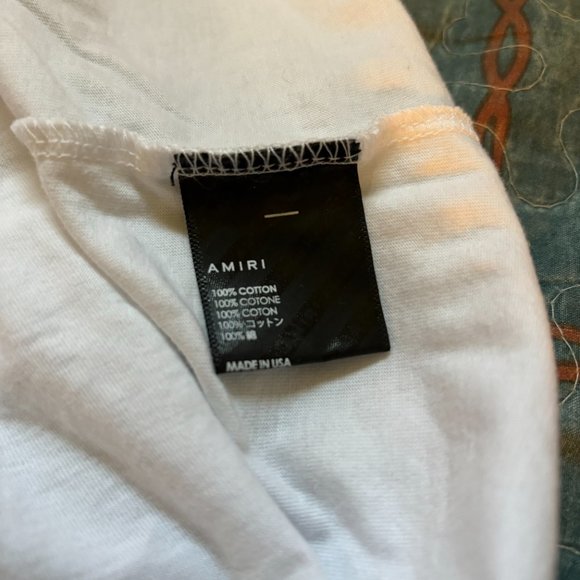 AMIRI
100% COTTON
100% COTONE
100% COTON
100% コットン
100% 綿
MADE IN USA